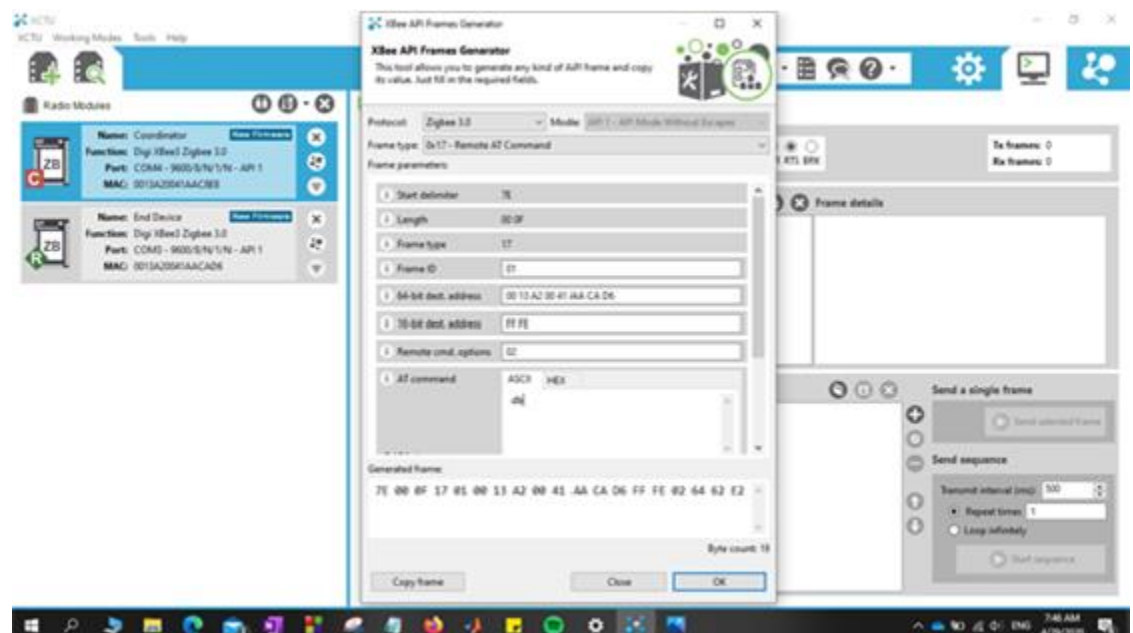 XCTU
XCTU Working Modes Tools Help
Radio Modules
Name: Coordinator
Function: Digi XBee3 Zigbee 3.0
Port: COM4 - 9600/8/N/1/N - API 1
Name: End Device
Function: Digi XBee3 Zigbee 3.0
Port: COM3 - 9600/8/N/1/N - API 1
MAC: 0013A20041AACAD6
XBee API Frames Generator
XBee API Frames Generator
This tool allows you to generate any kind of API frame and copy
its value. Just fill in the required fields.
Protocol: Zigbee 3.0 Mode: API 1 - API Mode Without Escapes
Frame type: 0x17 - Remote AT Command
Frame parameters:
Start delimiter 7E
Length 00 0F
Frame type 17
Frame ID 01
64-bit dest. address 00 13 A2 00 41 AA CA D6
16-bit dest. address FF FE
Remote cmd. options 02
AT command ASCII HEX
db
Generated frame:
7E 00 0F 17 01 00 13 A2 00 41 AA CA D6 FF FE 02 64 62 E2
Byte count: 19
Copy frame Close OK
RTS BRK
Tx frames: 0
Rx frames: 0
Frame details
Send a single frame
Send selected frame
Send sequence
Transmit interval (ms): 500
Repeat times: 1
Loop infinitely
Start sequence
ENG
7:46 AM